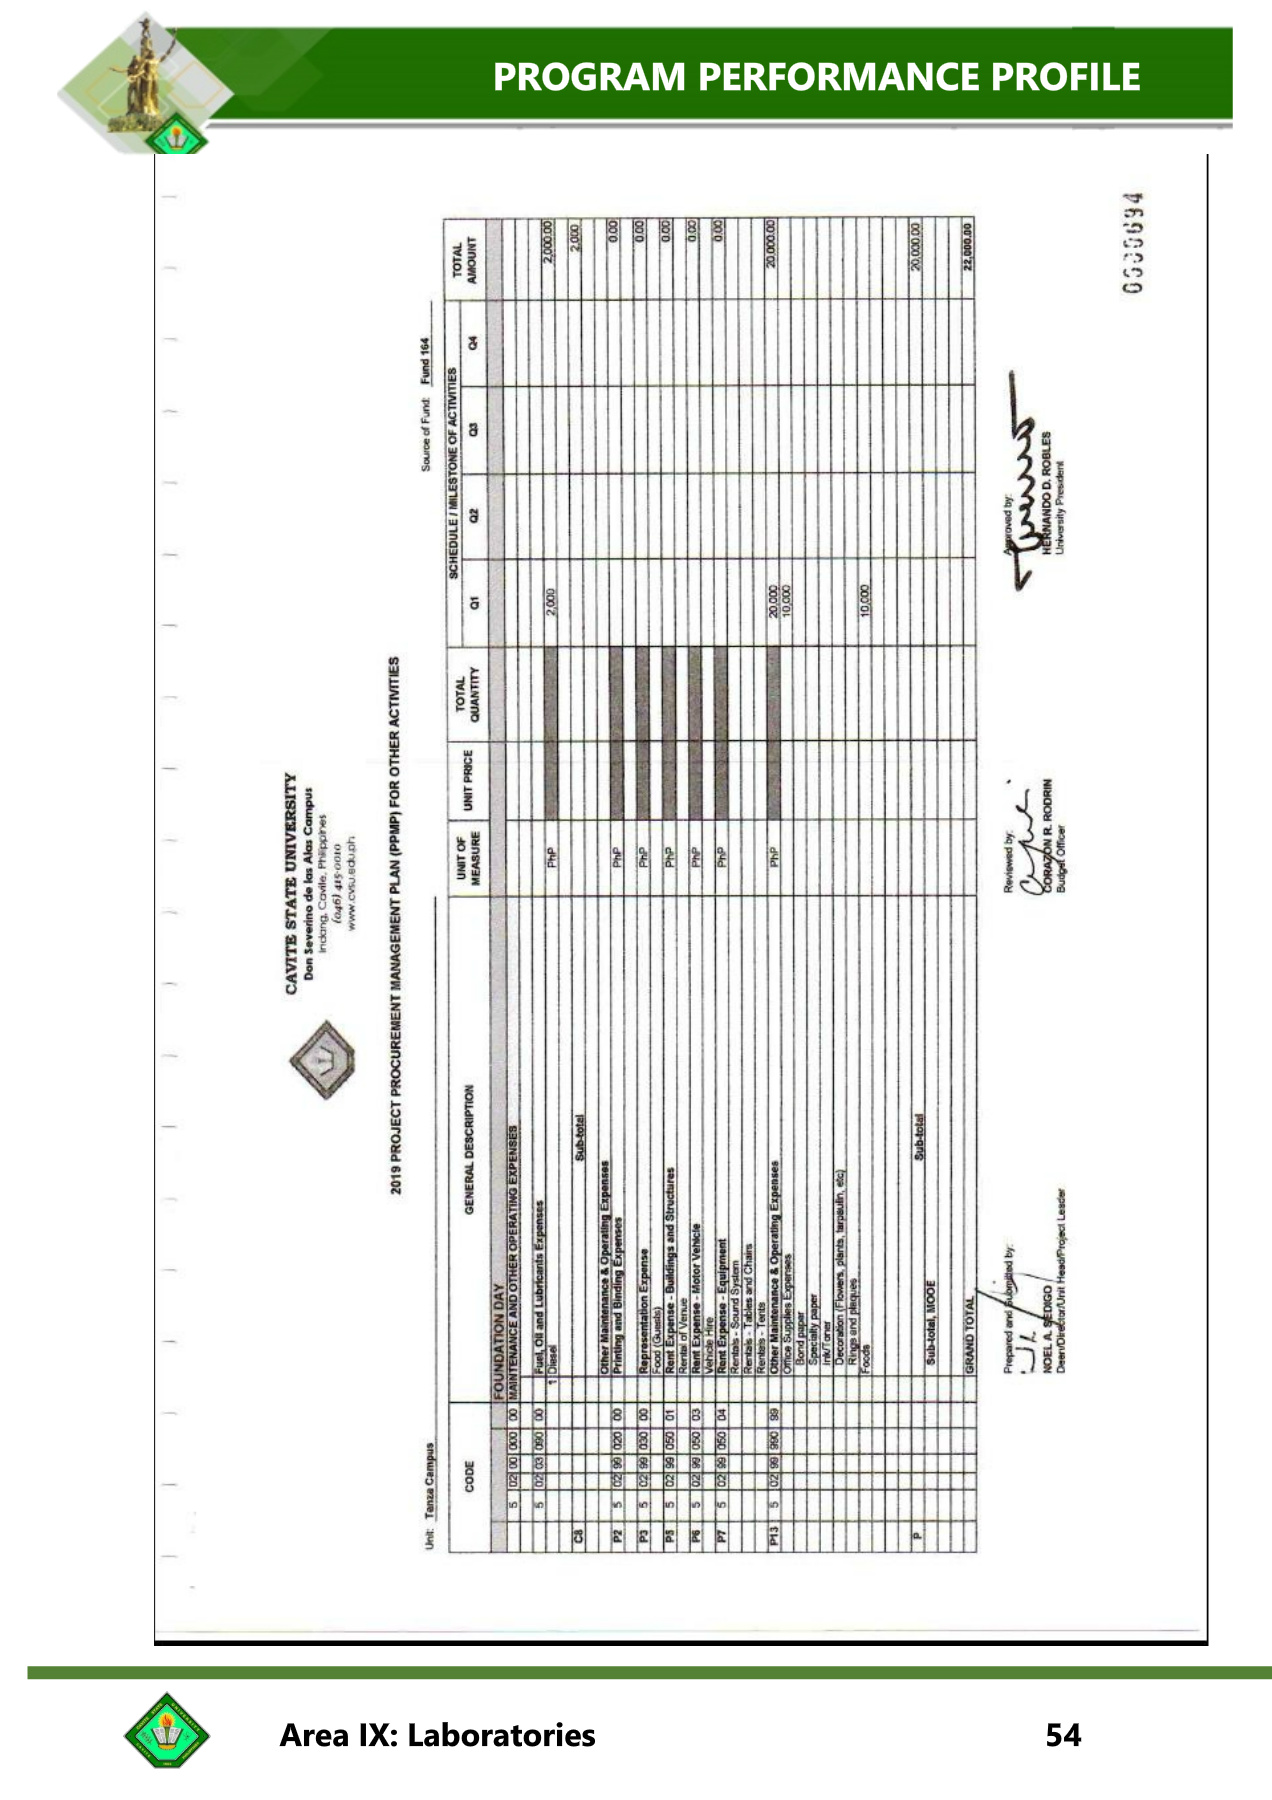 PROGRAM PERFORMANCE PROFILE
CAVITE STATE UNIVERSITY
Don Severino de las Alas Campus
Indang, Cavite, Philippines
(046) 415-0010
www.cvsu.edu.ph
2019 PROJECT PROCUREMENT MANAGEMENT PLAN (PPMP) FOR OTHER ACTIVITIES
Unit: Tanza Campus Source of Fund: Fund 164
CODE GENERAL DESCRIPTION UNIT OF MEASURE UNIT PRICE TOTAL QUANTITY SCHEDULE / MILESTONE OF ACTIVITIES TOTAL AMOUNT
Q1 Q2 Q3 Q4
FOUNDATION DAY
5 02 00 000 00 MAINTENANCE AND OTHER OPERATING EXPENSES
5 02 03 090 00 Fuel, Oil and Lubricants Expenses
1 Diesel PhP 2,000 2,000.00
C8 Sub-total 2,000
Other Maintenance & Operating Expenses
P2 5 02 99 020 00 Printing and Binding Expenses PhP 0.00
P3 5 02 99 030 00 Representation Expense PhP 0.00
Food (Guests)
P5 5 02 99 050 01 Rent Expense - Buildings and Structures PhP 0.00
Rental of Venue
P6 5 02 99 050 03 Rent Expense - Motor Vehicle PhP 0.00
Vehicle Hire
P7 5 02 99 050 04 Rent Expense - Equipment PhP 0.00
Rentals - Sound System
Rentals - Tables and Chairs
Rentals - Tents
P13 5 02 99 990 99 Other Maintenance & Operating Expenses PhP 20,000 20,000.00
Office Supplies Expenses 10,000
Bond paper
Specialty paper
Ink/Toner
Decoration (Flowers, plants, tarpaulin, etc)
Rings and plaques
Foods 10,000
P Sub-total 20,000.00
Sub-total, MOOE
GRAND TOTAL 22,000.00
Prepared and Submitted by: Reviewed by: Approved by:
NOEL A. SEDIGO CORAZON R. RODRIN HERNANDO D. ROBLES
Dean/Director/Unit Head/Project Leader Budget Officer University President
0000694
Area IX: Laboratories 54